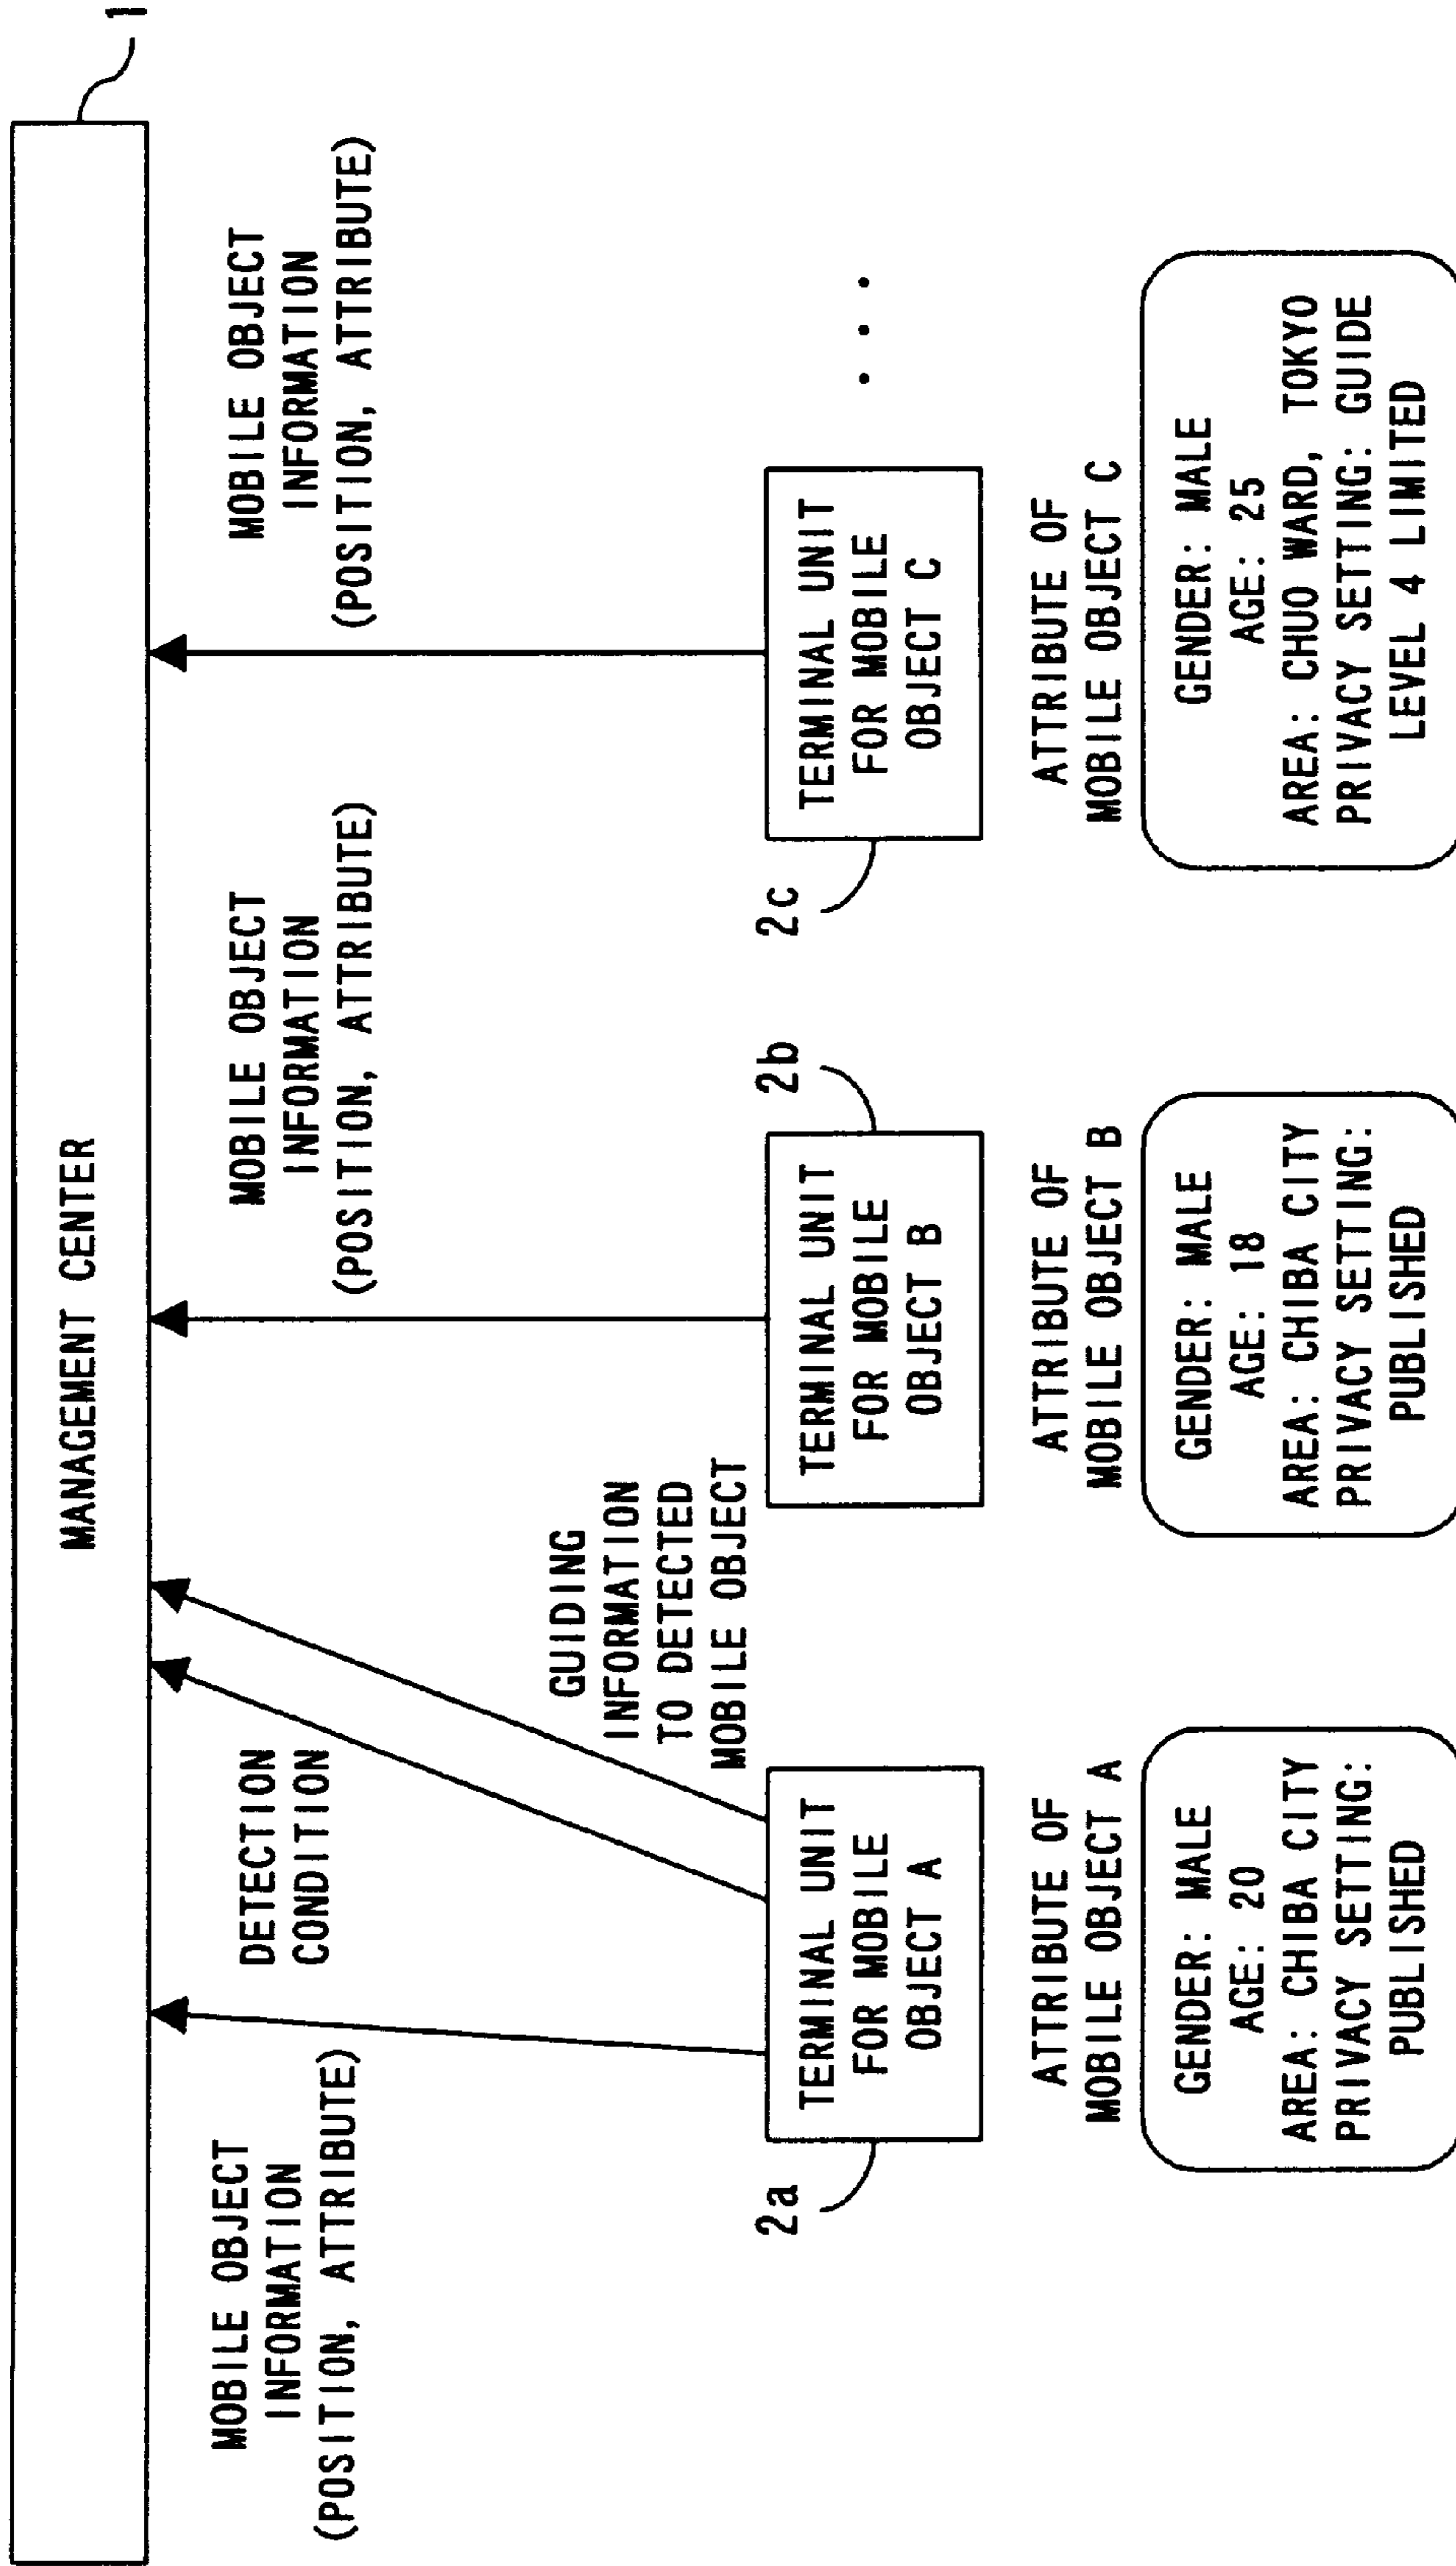 MANAGEMENT CENTER
1
MOBILE OBJECT
INFORMATION
(POSITION, ATTRIBUTE)
DETECTION
CONDITION
GUIDING
INFORMATION
TO DETECTED
MOBILE OBJECT
MOBILE OBJECT
INFORMATION
(POSITION, ATTRIBUTE)
MOBILE OBJECT
INFORMATION
(POSITION, ATTRIBUTE)
2a
TERMINAL UNIT
FOR MOBILE
OBJECT A
2b
TERMINAL UNIT
FOR MOBILE
OBJECT B
2c
TERMINAL UNIT
FOR MOBILE
OBJECT C
. . .
ATTRIBUTE OF
MOBILE OBJECT A
GENDER: MALE
AGE: 20
AREA: CHIBA CITY
PRIVACY SETTING:
PUBLISHED
ATTRIBUTE OF
MOBILE OBJECT B
GENDER: MALE
AGE: 18
AREA: CHIBA CITY
PRIVACY SETTING:
PUBLISHED
ATTRIBUTE OF
MOBILE OBJECT C
GENDER: MALE
AGE: 25
AREA: CHUO WARD, TOKYO
PRIVACY SETTING: GUIDE
LEVEL 4 LIMITED